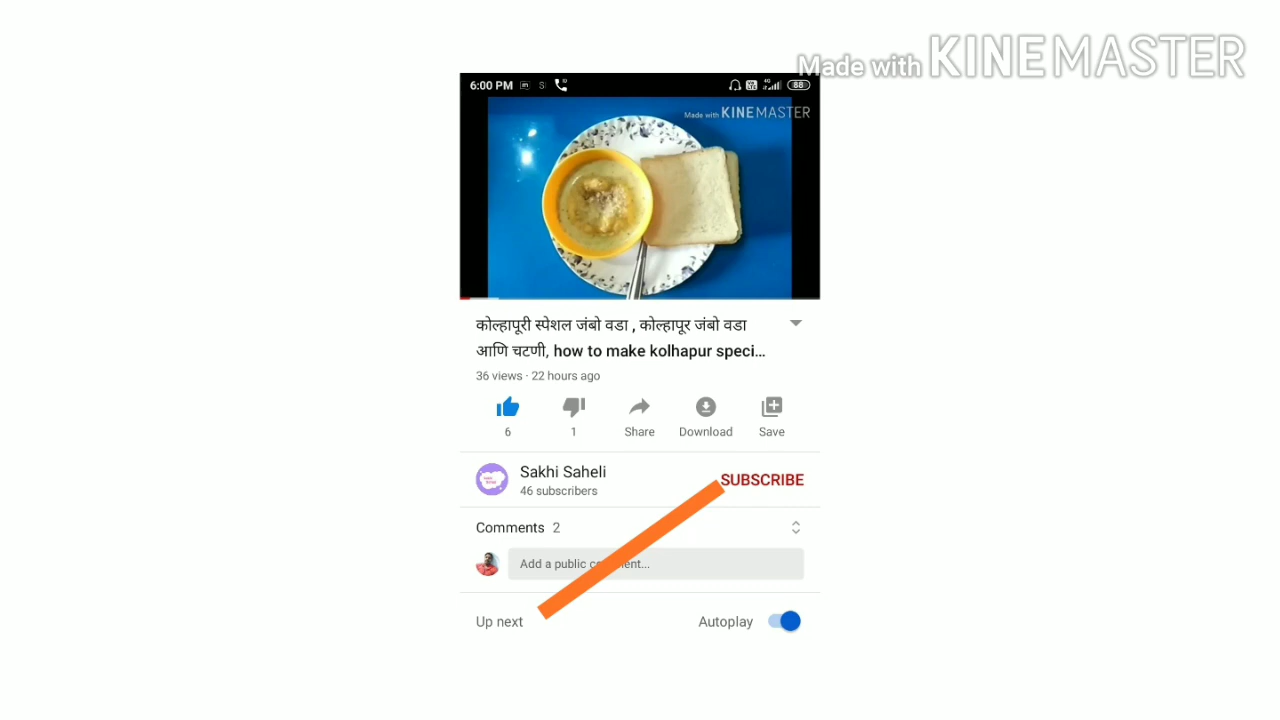 Made with KINEMASTER
6:00 PM
88
Made with KINEMASTER
कोल्हापूरी स्पेशल जंबो वडा , कोल्हापूर जंबो वडा
आणि चटणी, how to make kolhapur speci...
36 views · 22 hours ago
6
1
Share
Download
Save
Sakhi Saheli
46 subscribers
SUBSCRIBE
Comments 2
Add a public comment...
Up next
Autoplay